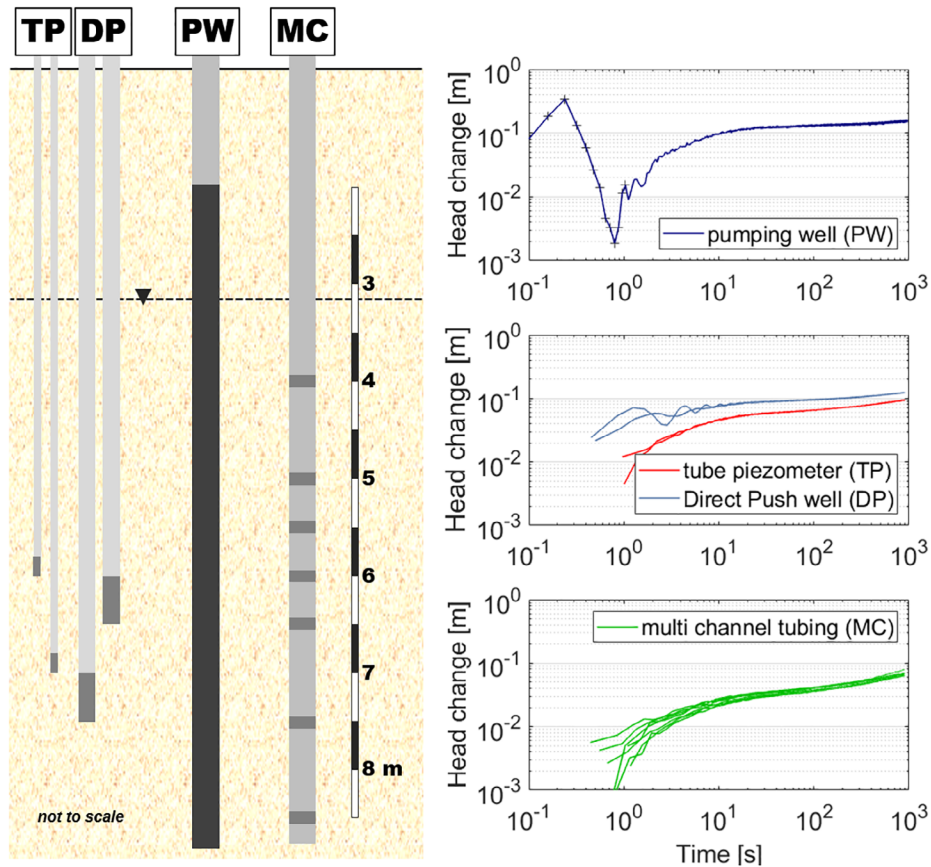 TP DP PW MC
3
4
5
6
7
8 m
not to scale
Head change [m]
10^0
10^-1
10^-2
10^-3
pumping well (PW)
10^-1 10^0 10^1 10^2 10^3
Head change [m]
10^0
10^-1
10^-2
10^-3
tube piezometer (TP)
Direct Push well (DP)
10^-1 10^0 10^1 10^2 10^3
Head change [m]
10^0
10^-1
10^-2
10^-3
multi channel tubing (MC)
10^-1 10^0 10^1 10^2 10^3
Time [s]